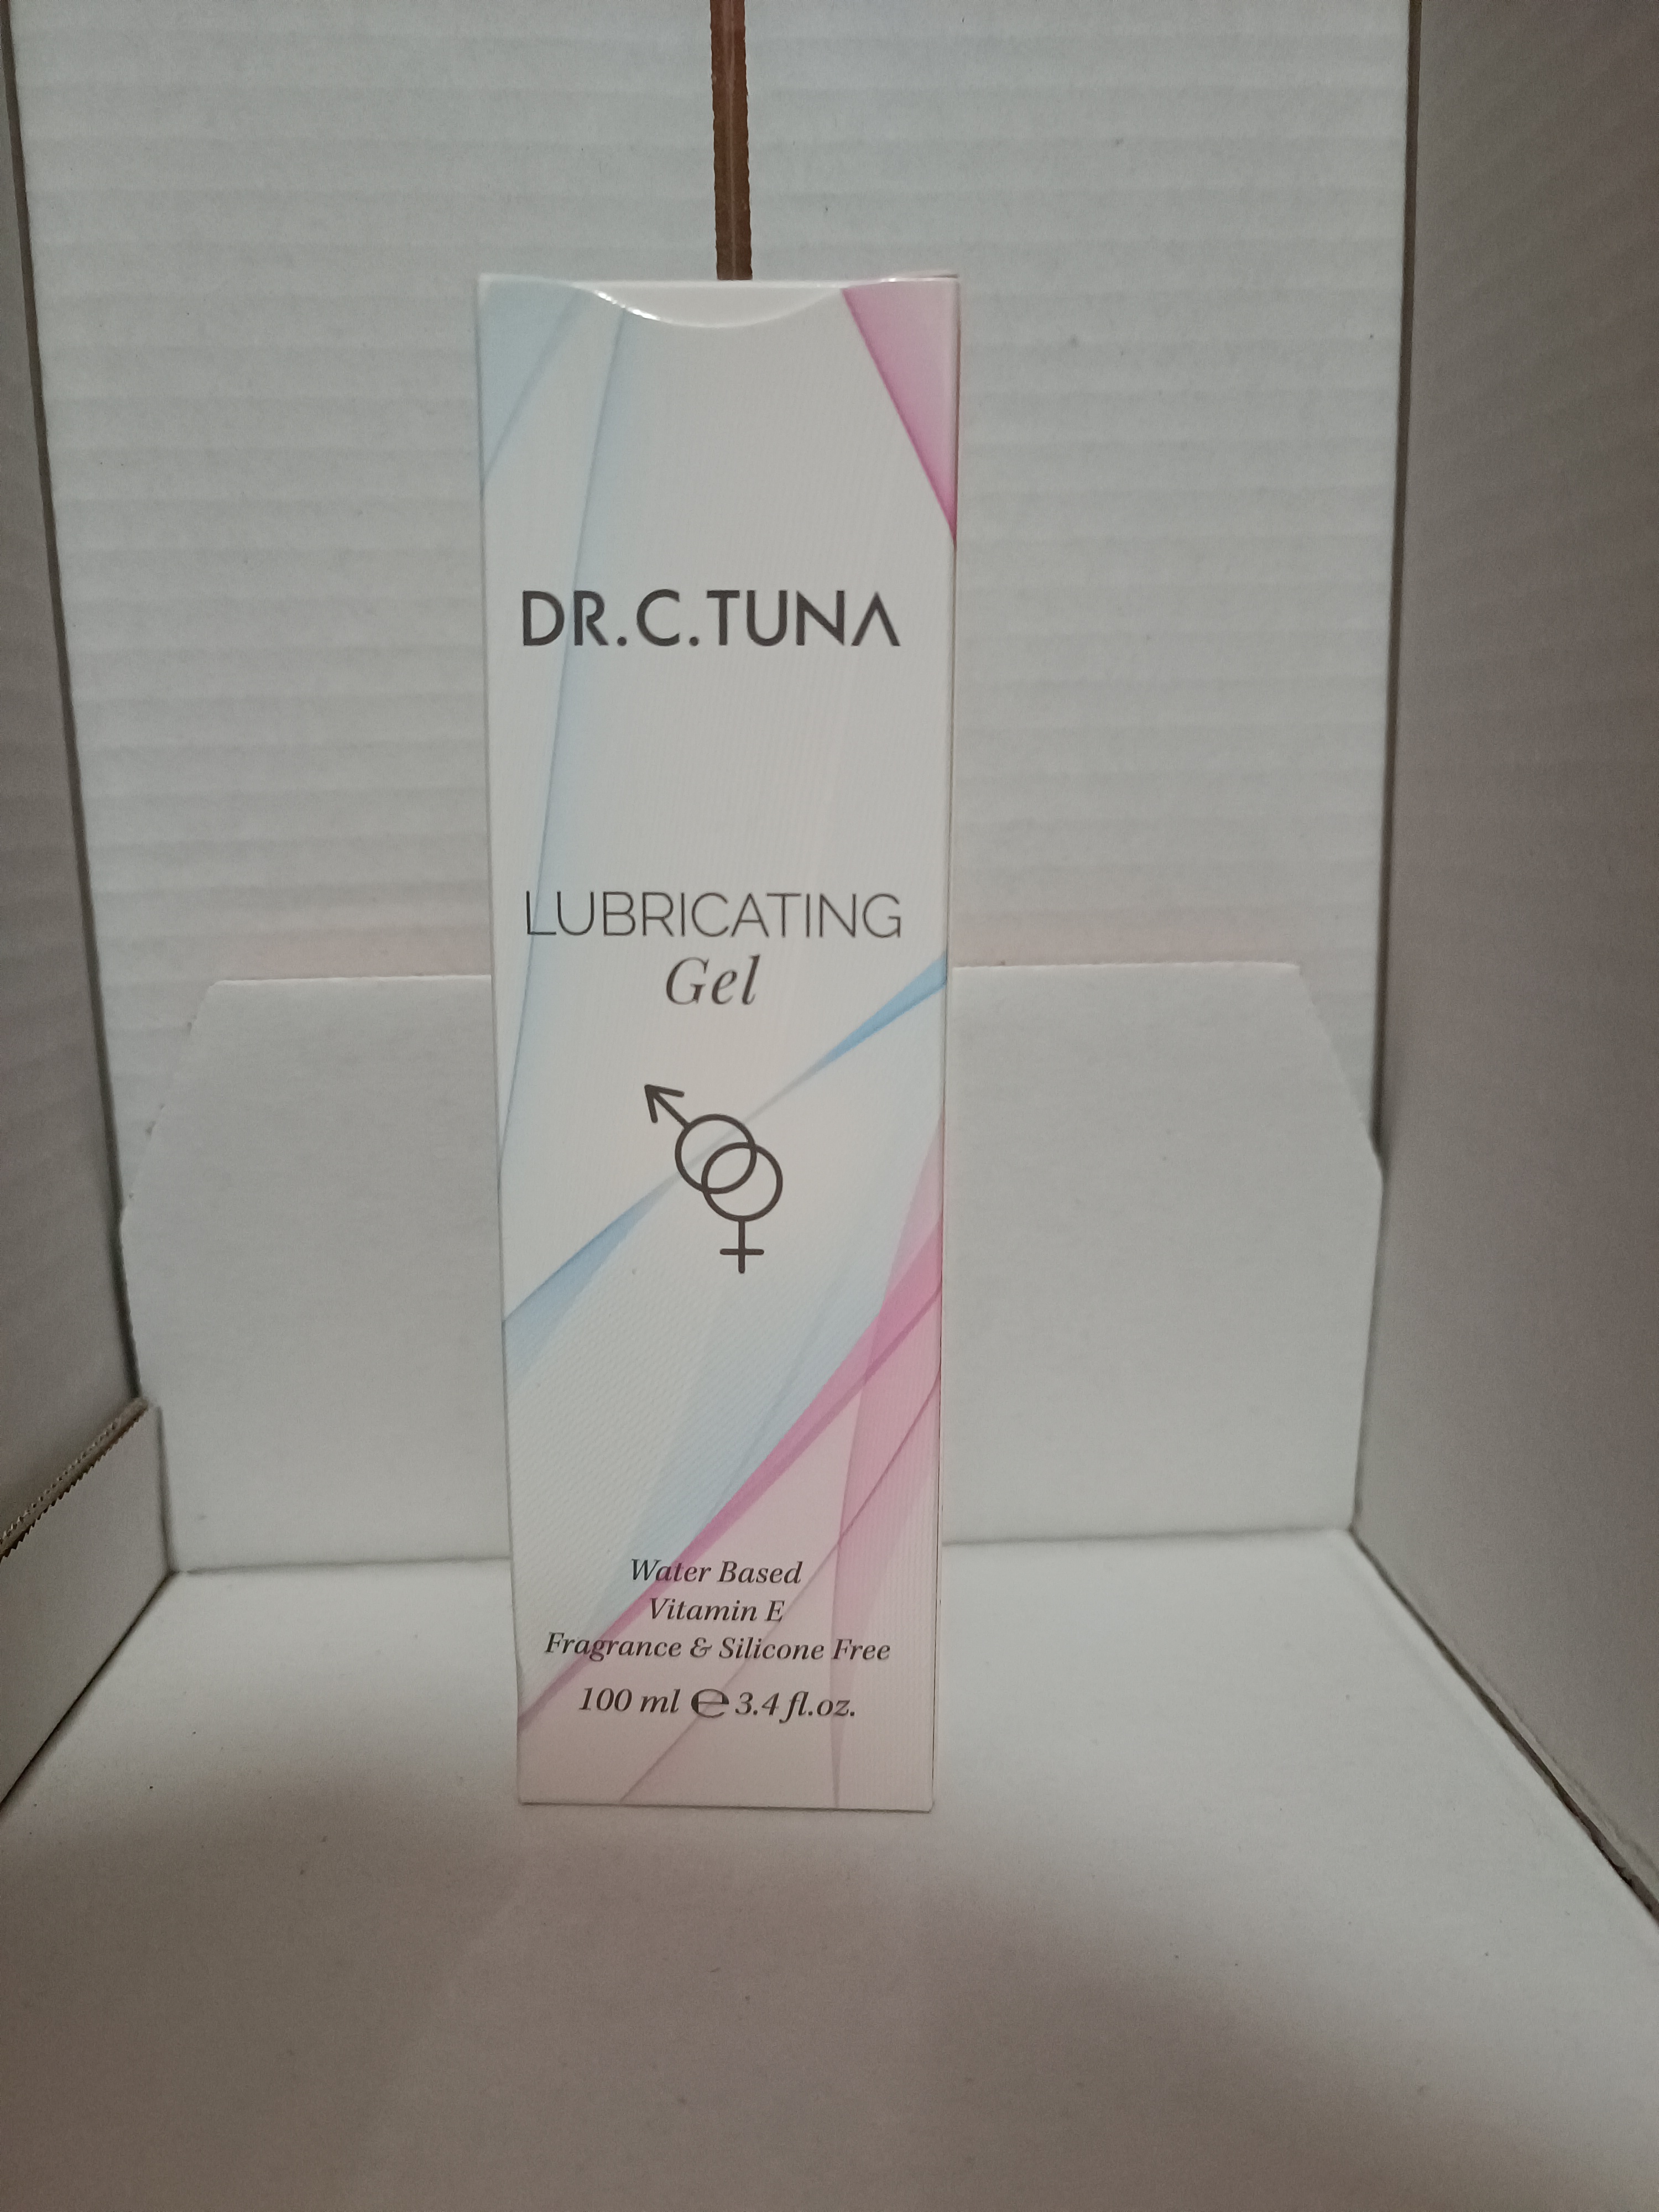 DR.C.TUNA
LUBRICATING
Gel
Water Based
Vitamin E
Fragrance & Silicone Free
100 ml ℮ 3.4 fl.oz.